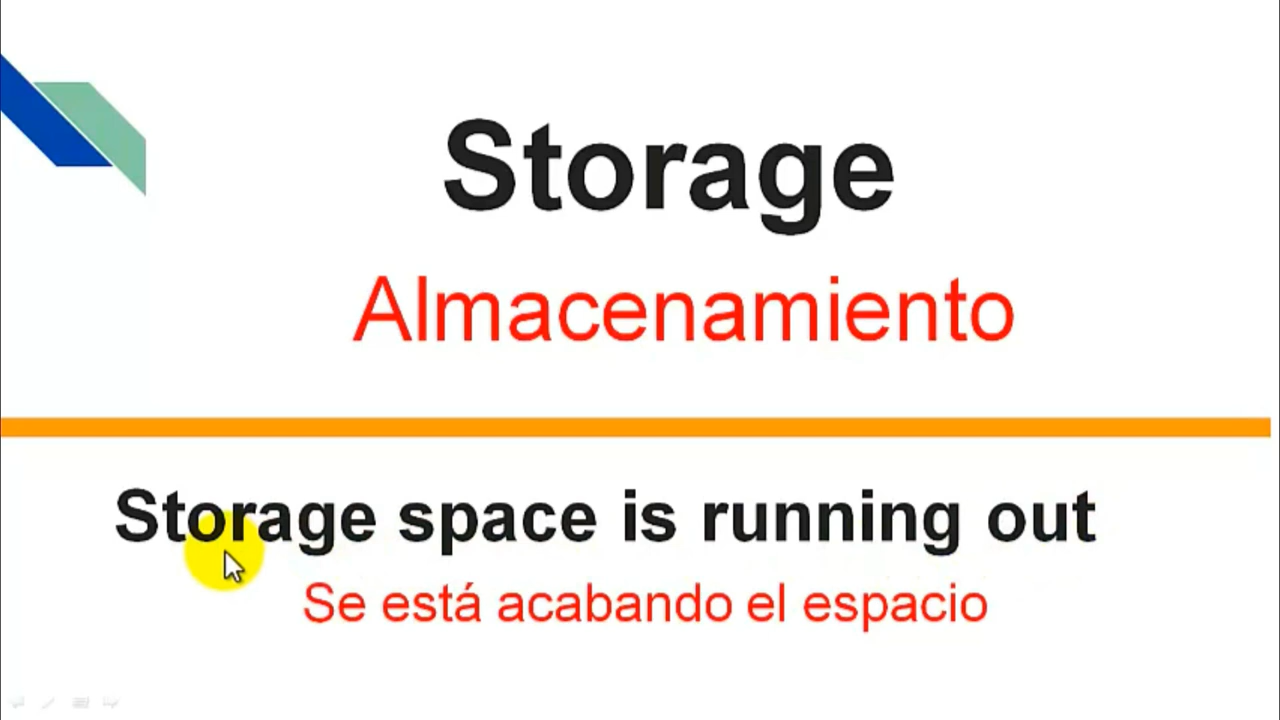 Storage
Almacenamiento
Storage space is running out
Se está acabando el espacio